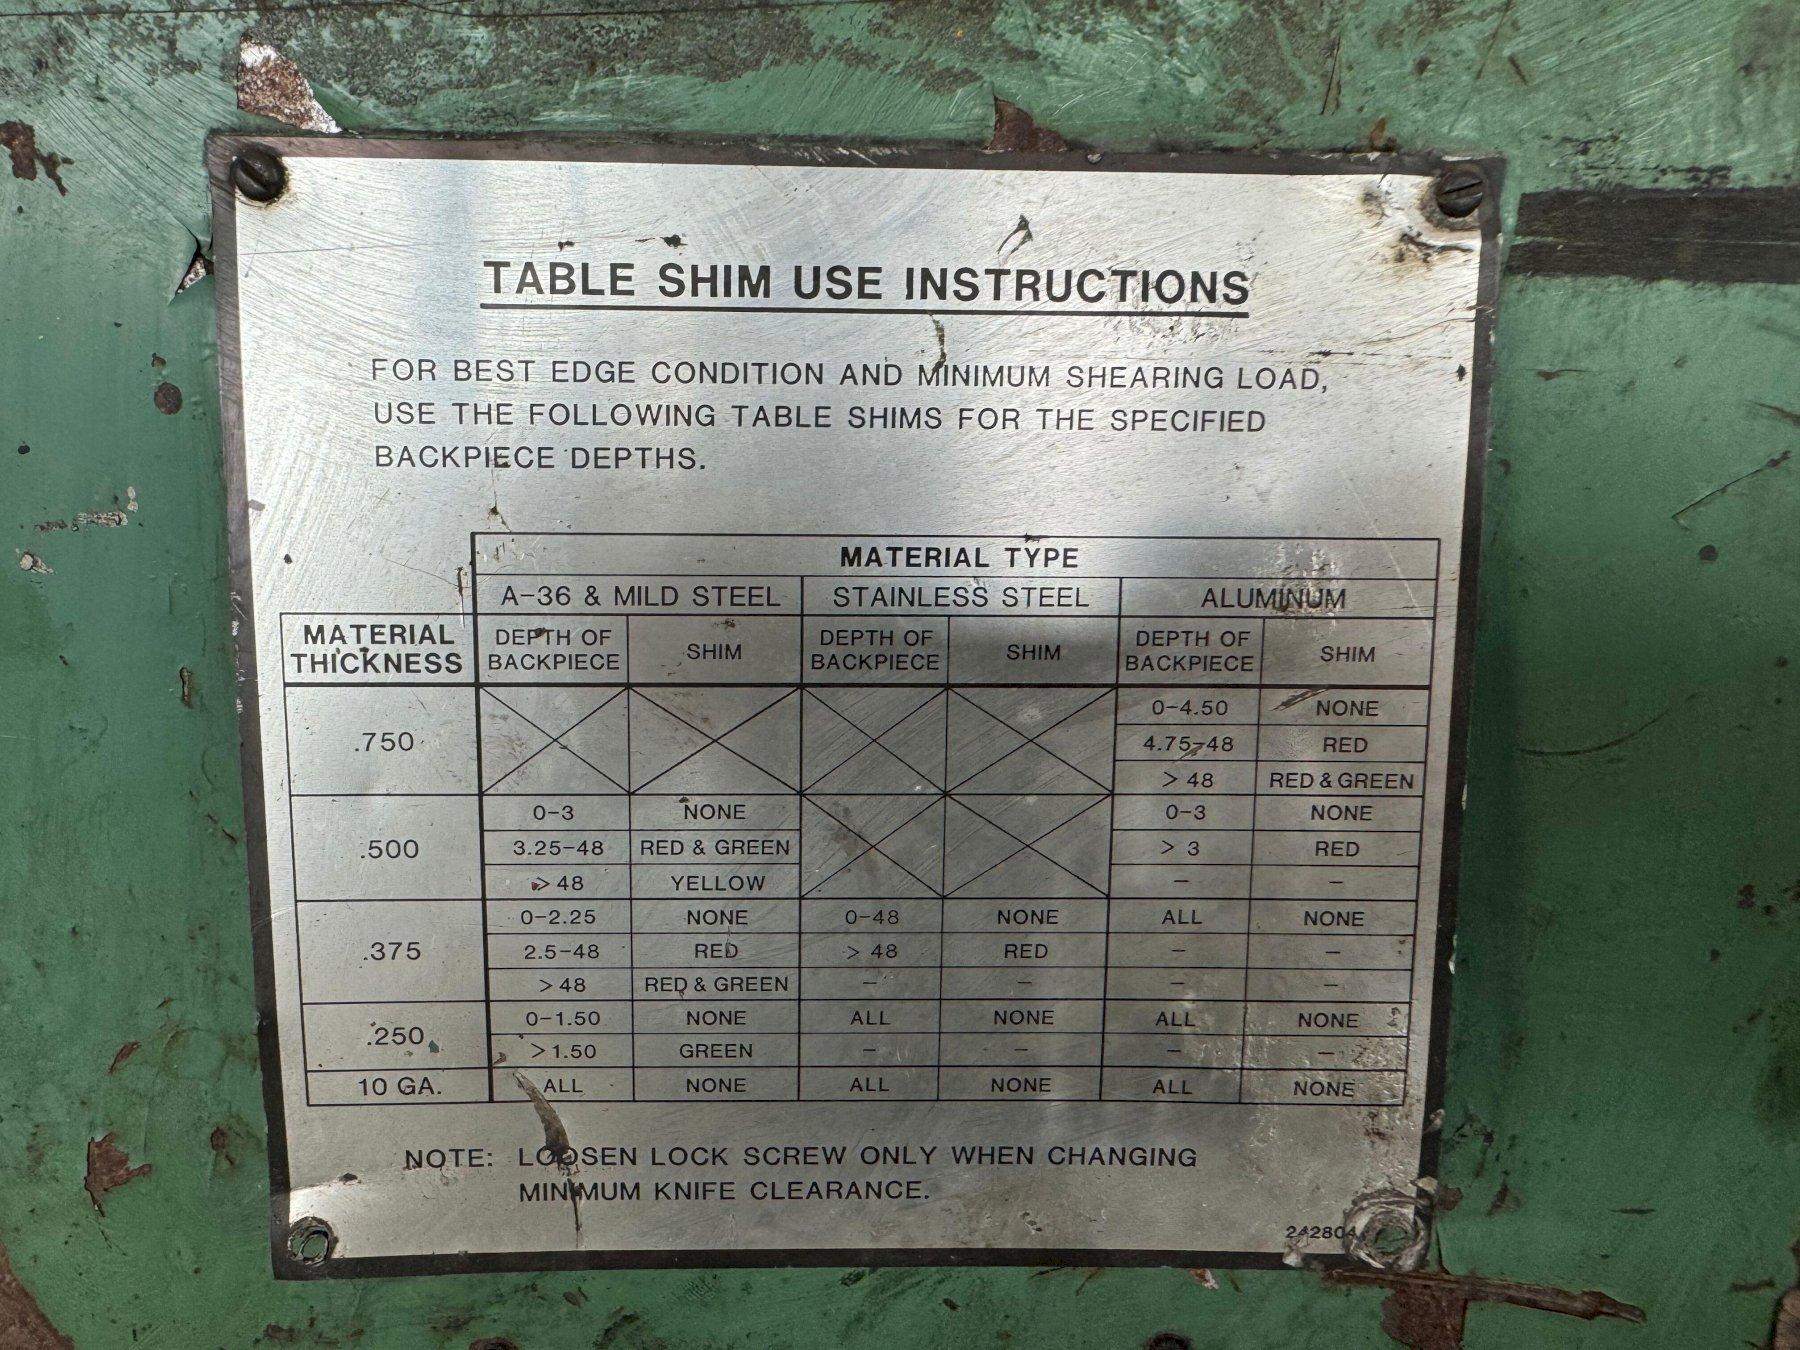 TABLE SHIM USE INSTRUCTIONS
FOR BEST EDGE CONDITION AND MINIMUM SHEARING LOAD,
USE THE FOLLOWING TABLE SHIMS FOR THE SPECIFIED
BACKPIECE DEPTHS.
MATERIAL TYPE
A-36 & MILD STEEL STAINLESS STEEL ALUMINUM
MATERIAL THICKNESS DEPTH OF BACKPIECE SHIM DEPTH OF BACKPIECE SHIM DEPTH OF BACKPIECE SHIM
.750 0-4.50 NONE
4.75-48 RED
> 48 RED & GREEN
.500 0-3 NONE 0-3 NONE
3.25-48 RED & GREEN > 3 RED
> 48 YELLOW - -
.375 0-2.25 NONE 0-48 NONE ALL NONE
2.5-48 RED > 48 RED - -
> 48 RED & GREEN - - - -
.250 0-1.50 NONE ALL NONE ALL NONE
> 1.50 GREEN - - - -
10 GA. ALL NONE ALL NONE ALL NONE
NOTE: LOOSEN LOCK SCREW ONLY WHEN CHANGING
MINIMUM KNIFE CLEARANCE.